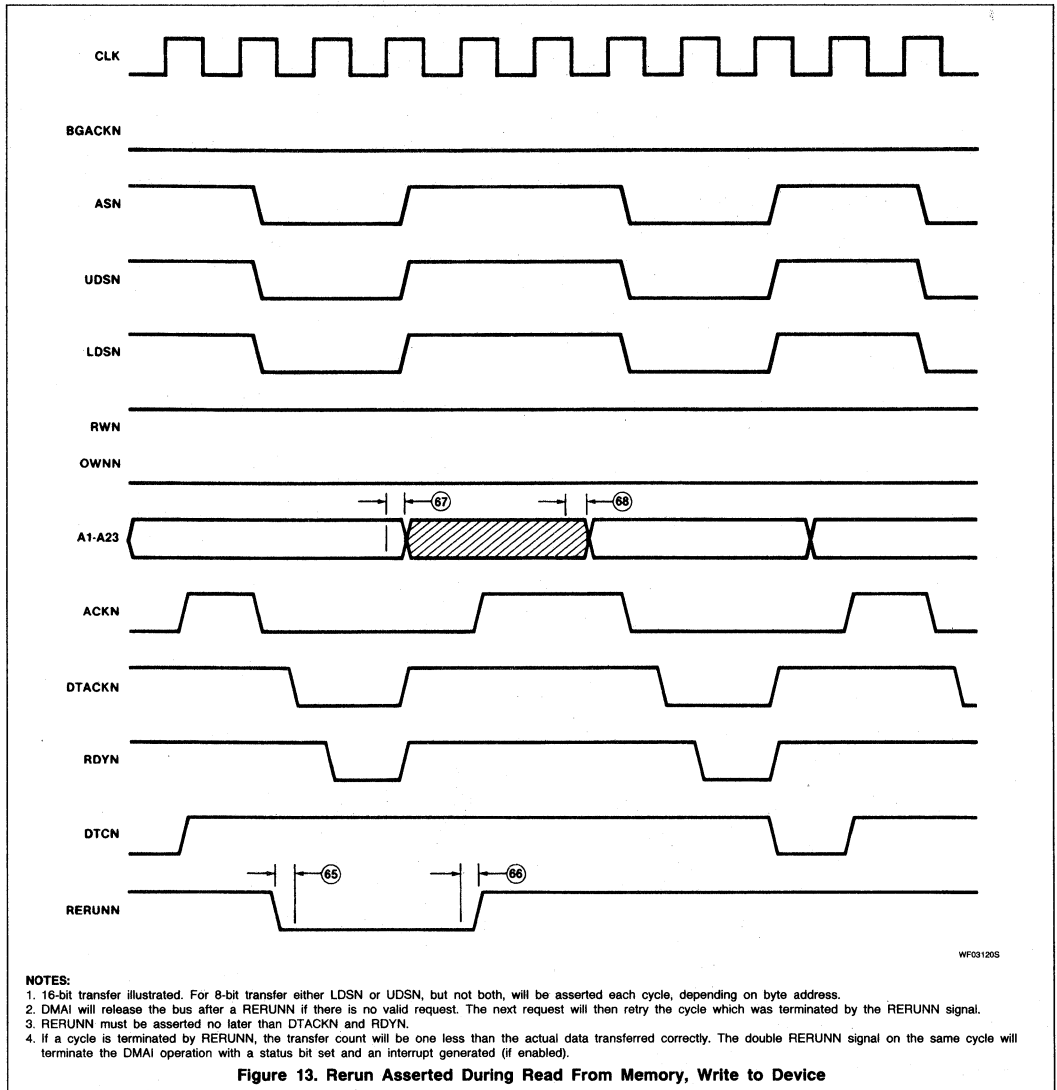 CLK
BGACKN
ASN
UDSN
LDSN
RWN
OWNN
67
68
A1-A23
ACKN
DTACKN
RDYN
DTCN
65
66
RERUNN
WF03120S
NOTES:
1. 16-bit transfer illustrated. For 8-bit transfer either LDSN or UDSN, but not both, will be asserted each cycle, depending on byte address.
2. DMAI will release the bus after a RERUNN if there is no valid request. The next request will then retry the cycle which was terminated by the RERUNN signal.
3. RERUNN must be asserted no later than DTACKN and RDYN.
4. If a cycle is terminated by RERUNN, the transfer count will be one less than the actual data transferred correctly. The double RERUNN signal on the same cycle will
terminate the DMAI operation with a status bit set and an interrupt generated (if enabled).
Figure 13. Rerun Asserted During Read From Memory, Write to Device